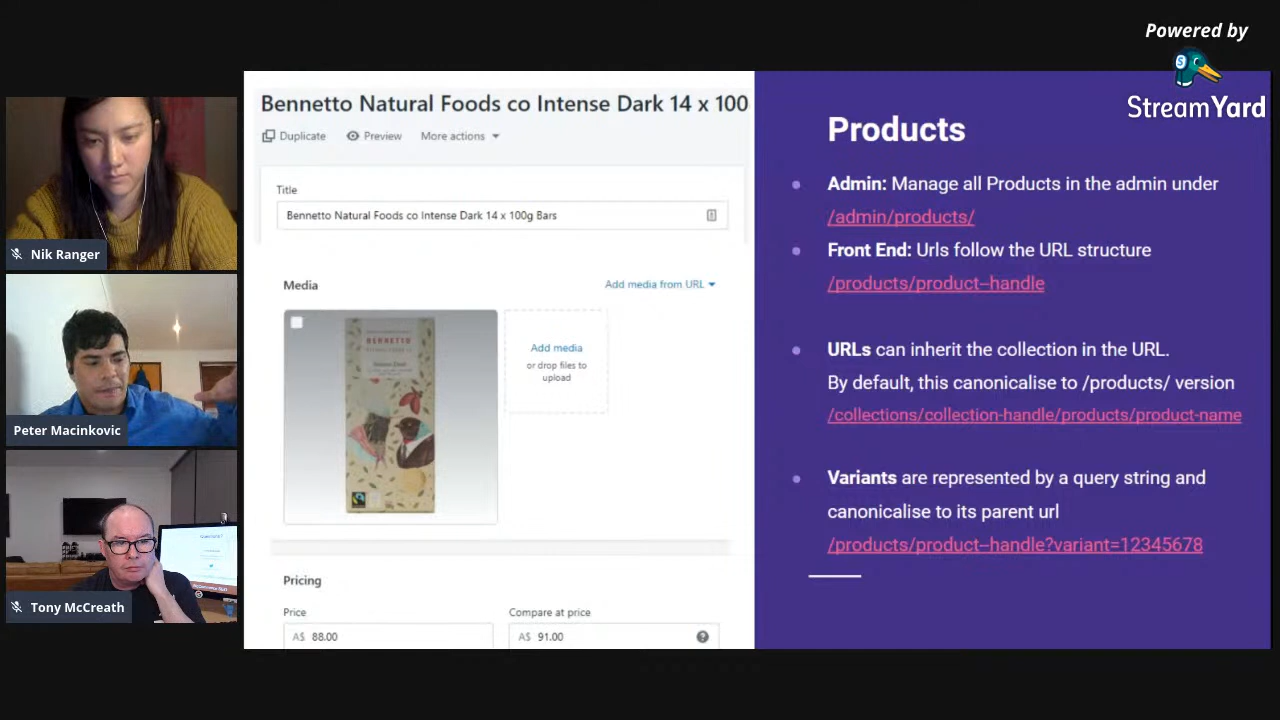 Powered by
StreamYard
Nik Ranger
Peter Macinkovic
Tony McCreath
Bennetto Natural Foods co Intense Dark 14 x 100
Duplicate
Preview
More actions
Title
Bennetto Natural Foods co Intense Dark 14 x 100g Bars
Media
Add media from URL
BENNETTO
Add media
or drop files to
upload
Pricing
Price
Compare at price
A$ 88.00
A$ 91.00
Products
Admin: Manage all Products in the admin under
/admin/products/
Front End: Urls follow the URL structure
/products/product–handle
URLs can inherit the collection in the URL.
By default, this canonicalise to /products/ version
/collections/collection-handle/products/product-name
Variants are represented by a query string and
canonicalise to its parent url
/products/product–handle?variant=12345678